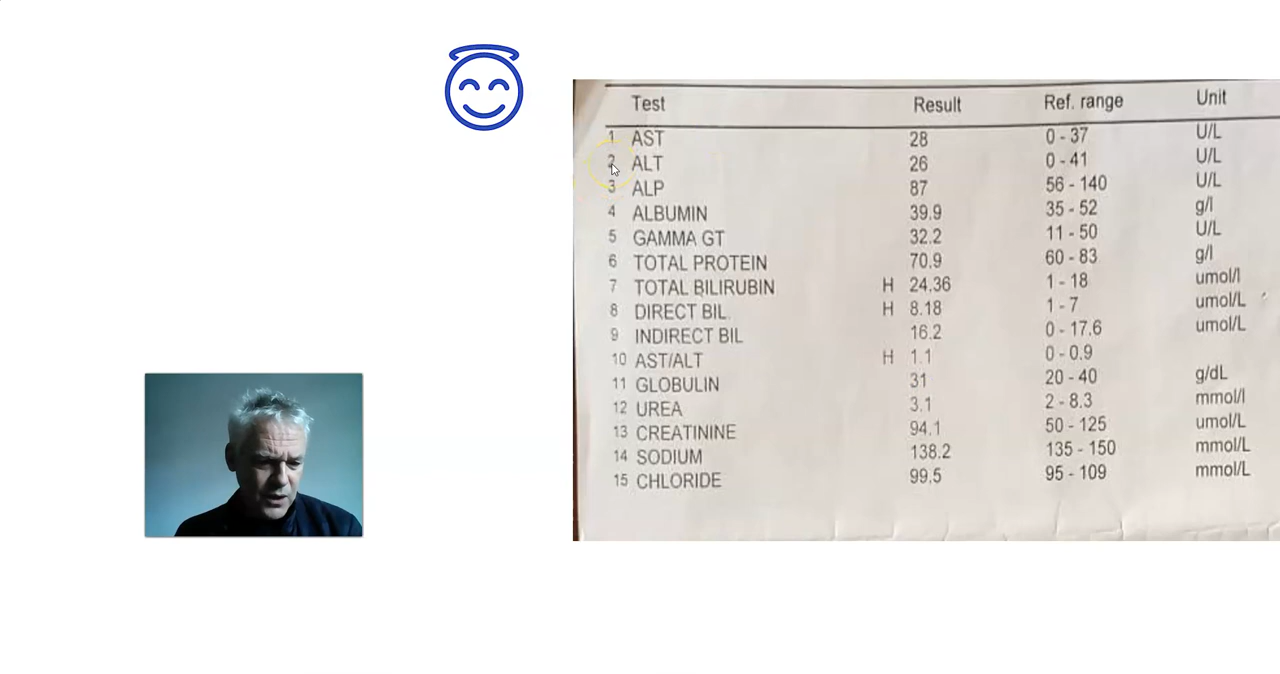 Test Result Ref. range Unit
1 AST 28 0 - 37 U/L
2 ALT 26 0 - 41 U/L
3 ALP 87 56 - 140 U/L
4 ALBUMIN 39.9 35 - 52 g/l
5 GAMMA GT 32.2 11 - 50 U/L
6 TOTAL PROTEIN 70.9 60 - 83 g/l
7 TOTAL BILIRUBIN H 24.36 1 - 18 umol/l
8 DIRECT BIL. H 8.18 1 - 7 umol/L
9 INDIRECT BIL 16.2 0 - 17.6 umol/L
10 AST/ALT H 1.1 0 - 0.9
11 GLOBULIN 31 20 - 40 g/dL
12 UREA 3.1 2 - 8.3 mmol/l
13 CREATININE 94.1 50 - 125 umol/L
14 SODIUM 138.2 135 - 150 mmol/L
15 CHLORIDE 99.5 95 - 109 mmol/L